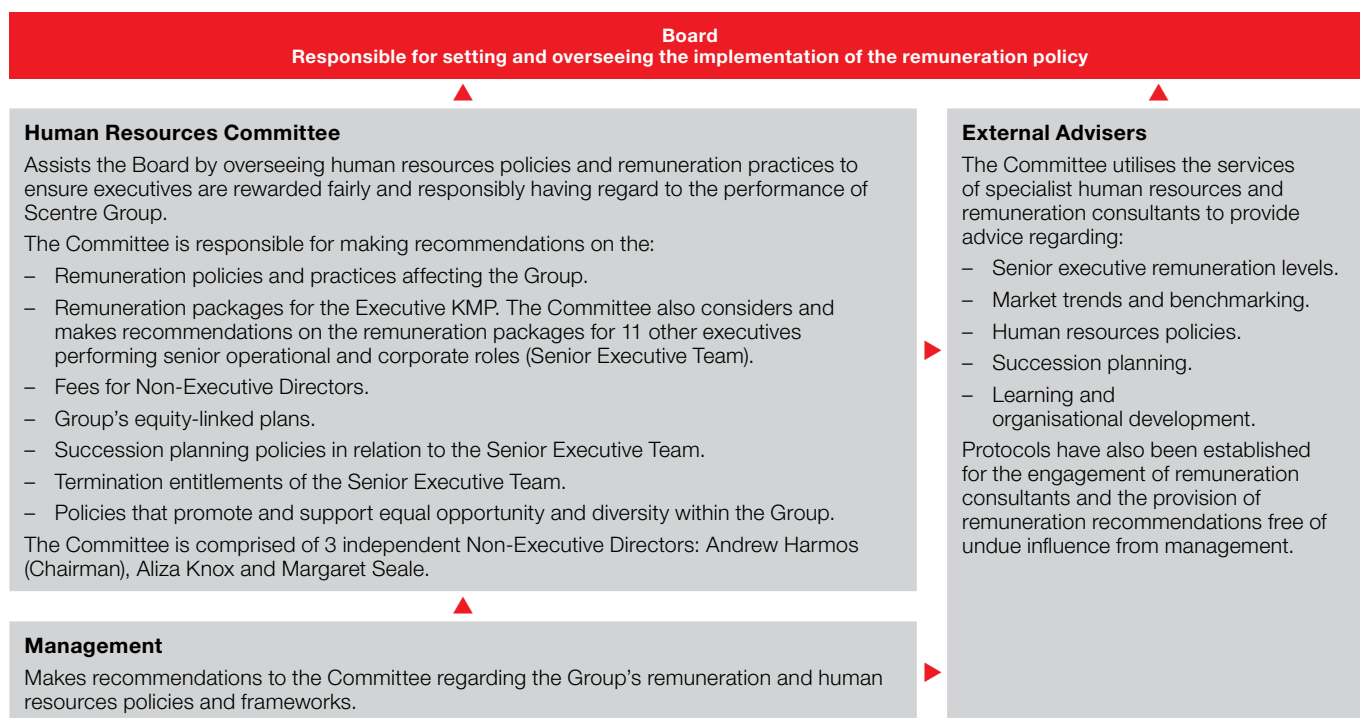 Board
Responsible for setting and overseeing the implementation of the remuneration policy
Human Resources Committee
Assists the Board by overseeing human resources policies and remuneration practices to
ensure executives are rewarded fairly and responsibly having regard to the performance of
Scentre Group.
The Committee is responsible for making recommendations on the:
– Remuneration policies and practices affecting the Group.
– Remuneration packages for the Executive KMP. The Committee also considers and
makes recommendations on the remuneration packages for 11 other executives
performing senior operational and corporate roles (Senior Executive Team).
– Fees for Non-Executive Directors.
– Group's equity-linked plans.
– Succession planning policies in relation to the Senior Executive Team.
– Termination entitlements of the Senior Executive Team.
– Policies that promote and support equal opportunity and diversity within the Group.
The Committee is comprised of 3 independent Non-Executive Directors: Andrew Harmos
(Chairman), Aliza Knox and Margaret Seale.
Management
Makes recommendations to the Committee regarding the Group's remuneration and human
resources policies and frameworks.
External Advisers
The Committee utilises the services
of specialist human resources and
remuneration consultants to provide
advice regarding:
– Senior executive remuneration levels.
– Market trends and benchmarking.
– Human resources policies.
– Succession planning.
– Learning and
organisational development.
Protocols have also been established
for the engagement of remuneration
consultants and the provision of
remuneration recommendations free of
undue influence from management.